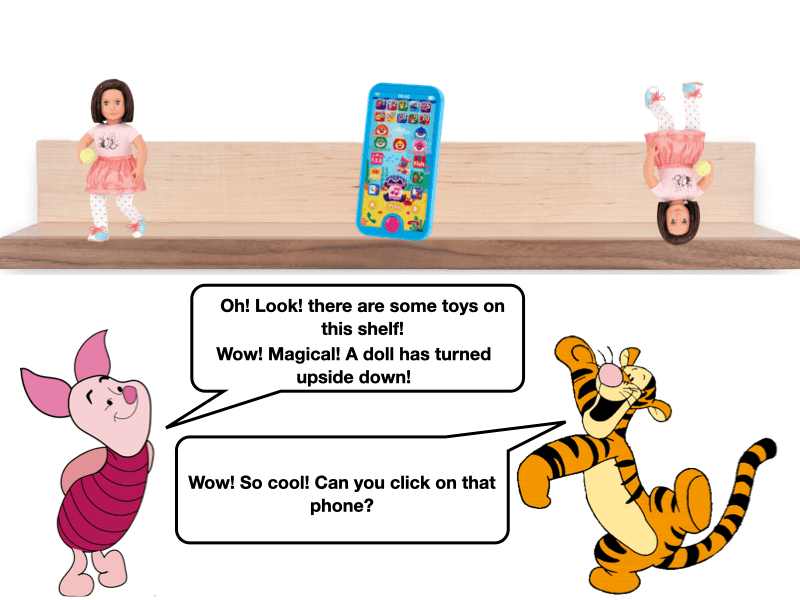 Oh! Look! there are some toys on
this shelf!
Wow! Magical! A doll has turned
upside down!
Wow! So cool! Can you click on that
phone?